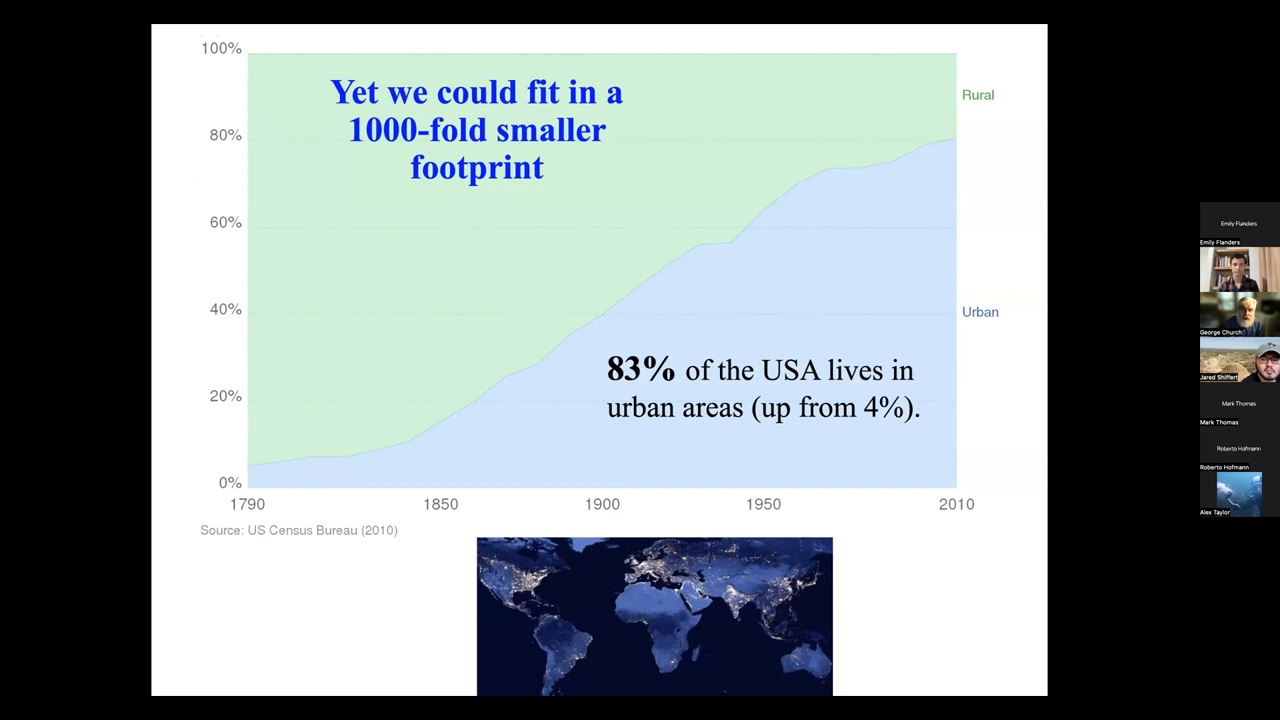 100%
80%
60%
40%
20%
0%
Yet we could fit in a
1000-fold smaller
footprint
Rural
Urban
83% of the USA lives in
urban areas (up from 4%).
1790 1850 1900 1950 2010
Source: US Census Bureau (2010)
Emily Flanders
Emily Flanders
George Church
Jared Shiffert
Mark Thomas
Mark Thomas
Roberto Hofmann
Roberto Hofmann
Alex Taylor